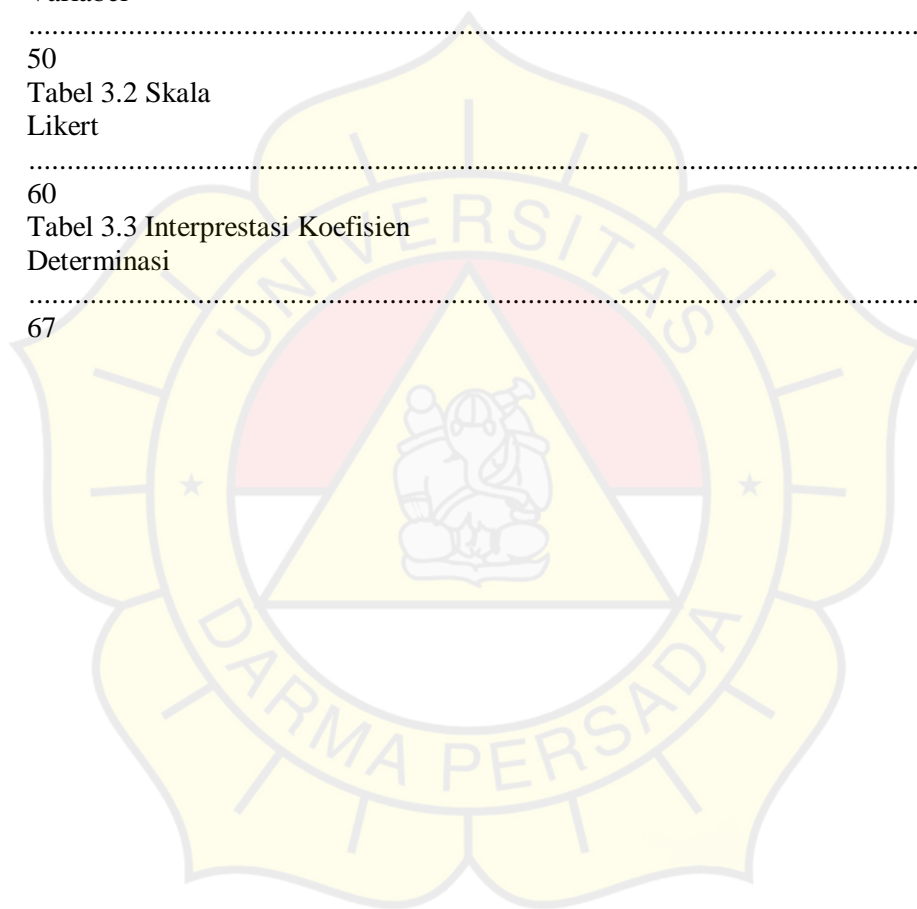 ..................................................................................................................
50
Tabel 3.2 Skala
Likert
..................................................................................................................
60
Tabel 3.3 Interprestasi Koefisien
Determinasi
..................................................................................................................
67
UNIVERSITAS
DARMA PERSADA